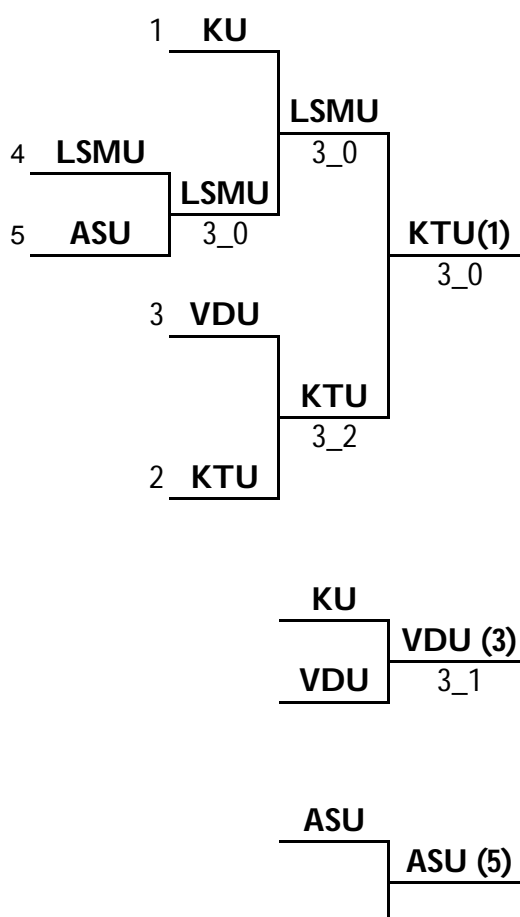 1 KU
LSMU
3_0
4 LSMU
LSMU
3_0
5 ASU
KTU(1)
3_0
3 VDU
KTU
3_2
2 KTU
KU
VDU (3)
3_1
VDU
ASU
ASU (5)